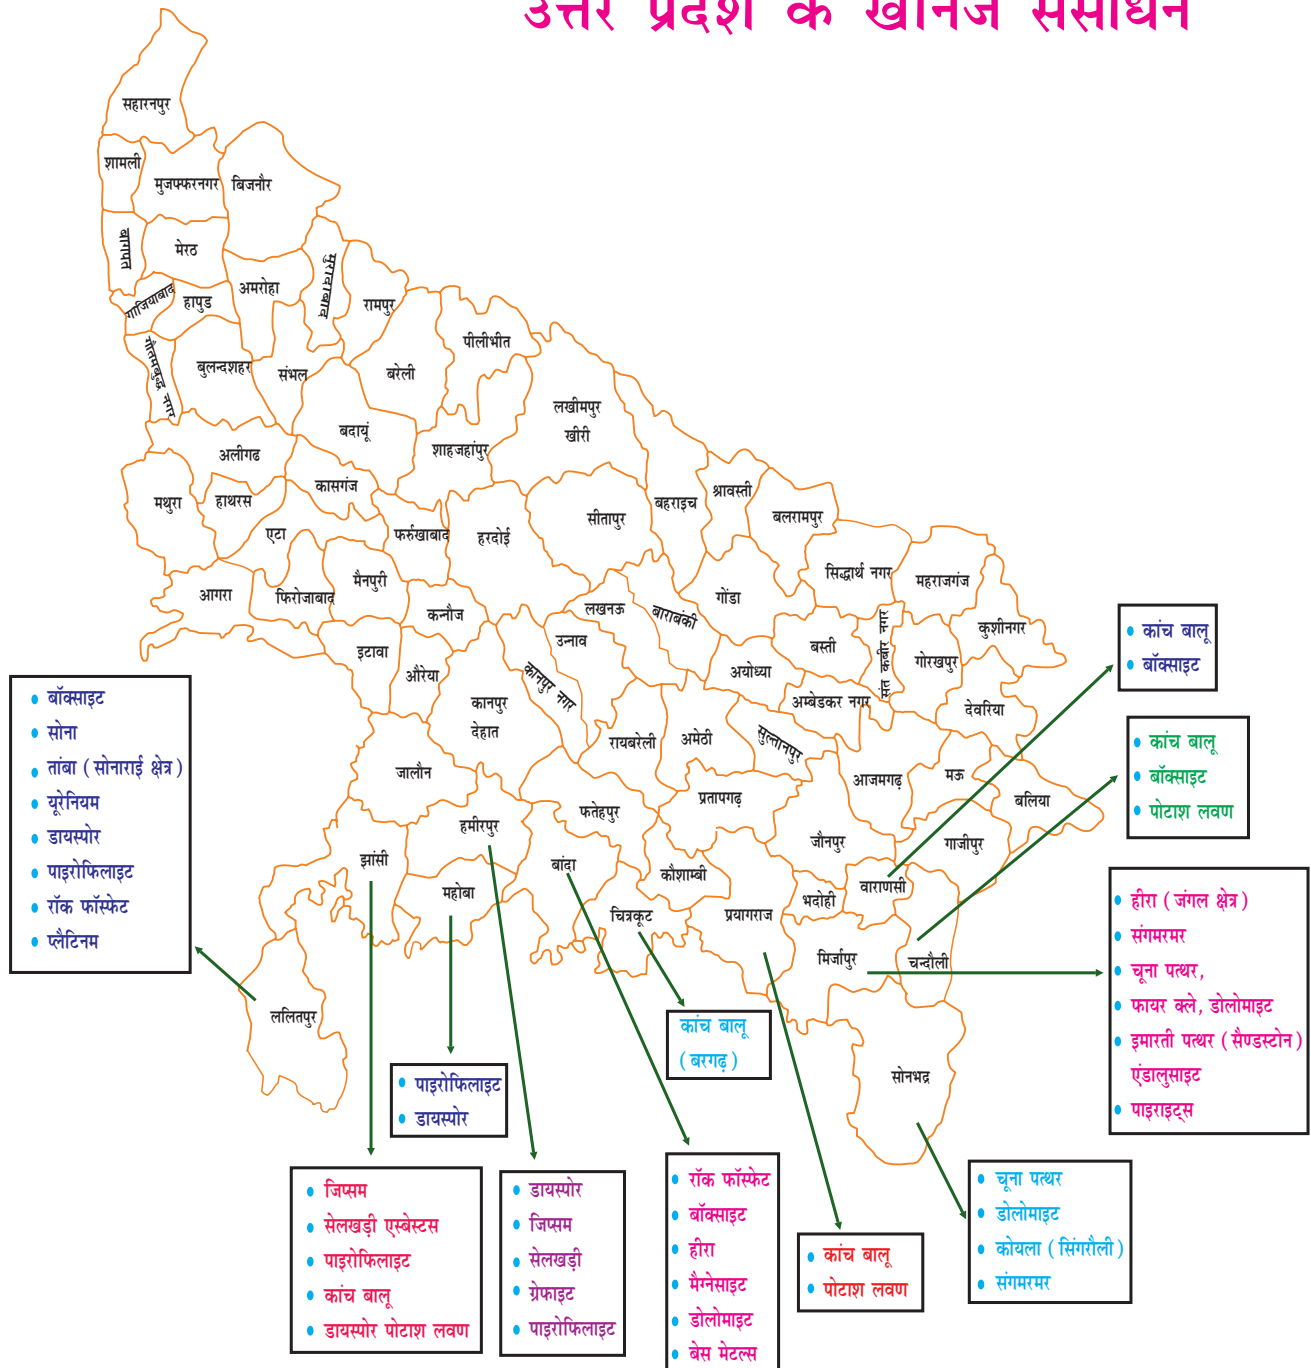 उत्तर प्रदेश के खनिज संसाधन
सहारनपुर
शामली
मुजफ्फरनगर
बिजनौर
बागपत
मेरठ
गाजियाबाद
हापुड
अमरोहा
मुरादाबाद
रामपुर
गौतमबुद्ध नगर
बुलन्दशहर
संभल
बरेली
पीलीभीत
बदायूं
शाहजहांपुर
लखीमपुर
खीरी
अलीगढ
मथुरा
हाथरस
कासगंज
एटा
फर्रुखाबाद
हरदोई
सीतापुर
बहराइच
श्रावस्ती
बलरामपुर
आगरा
फिरोजाबाद
मैनपुरी
कन्नौज
लखनऊ
बाराबंकी
गोंडा
सिद्धार्थ नगर
महराजगंज
इटावा
औरेया
कानपुर
देहात
कानपुर नगर
उन्नाव
अयोध्या
बस्ती
संत कबीर नगर
गोरखपुर
कुशीनगर
देवरिया
अम्बेडकर नगर
रायबरेली
अमेठी
सुल्तानपुर
जालौन
हमीरपुर
फतेहपुर
प्रतापगढ़
आजमगढ़
मऊ
बलिया
जौनपुर
गाजीपुर
झांसी
महोबा
बांदा
चित्रकूट
कौशाम्बी
प्रयागराज
भदोही
वाराणसी
मिर्जापुर
चन्दौली
ललितपुर
सोनभद्र
बॉक्साइट
सोना
तांबा (सोनाराई क्षेत्र)
यूरेनियम
डायस्पोर
पाइरोफिलाइट
रॉक फॉस्फेट
प्लैटिनम
कांच बालू
बॉक्साइट
कांच बालू
बॉक्साइट
पोटाश लवण
हीरा (जंगल क्षेत्र)
संगमरमर
चूना पत्थर,
फायर क्ले, डोलोमाइट
इमारती पत्थर (सैण्डस्टोन)
एंडालुसाइट
पाइराइट्स
कांच बालू
(बरगढ़)
पाइरोफिलाइट
डायस्पोर
जिप्सम
सेलखड़ी एस्बेस्टस
पाइरोफिलाइट
कांच बालू
डायस्पोर पोटाश लवण
डायस्पोर
जिप्सम
सेलखड़ी
ग्रेफाइट
पाइरोफिलाइट
रॉक फॉस्फेट
बॉक्साइट
हीरा
मैग्नेसाइट
डोलोमाइट
बेस मेटल्स
कांच बालू
पोटाश लवण
चूना पत्थर
डोलोमाइट
कोयला (सिंगरौली)
संगमरमर